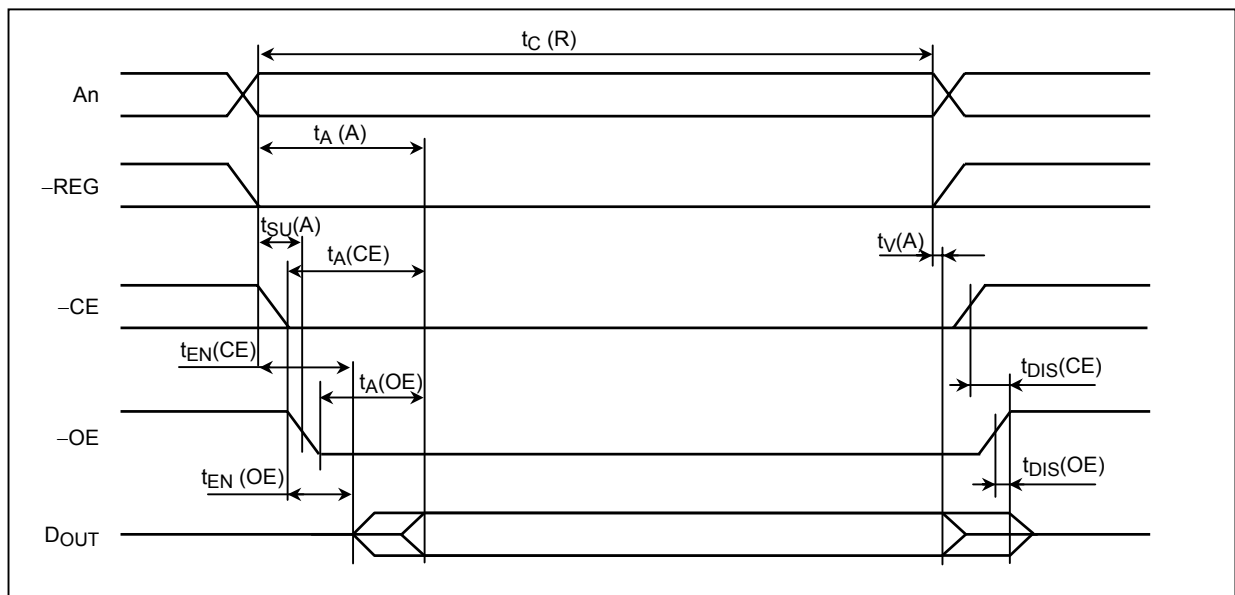 tC (R)
An
tA (A)
–REG
tSU(A)
tA(CE)
tV(A)
–CE
tEN(CE)
tA(OE)
tDIS(CE)
–OE
tEN (OE)
tDIS(OE)
DOUT